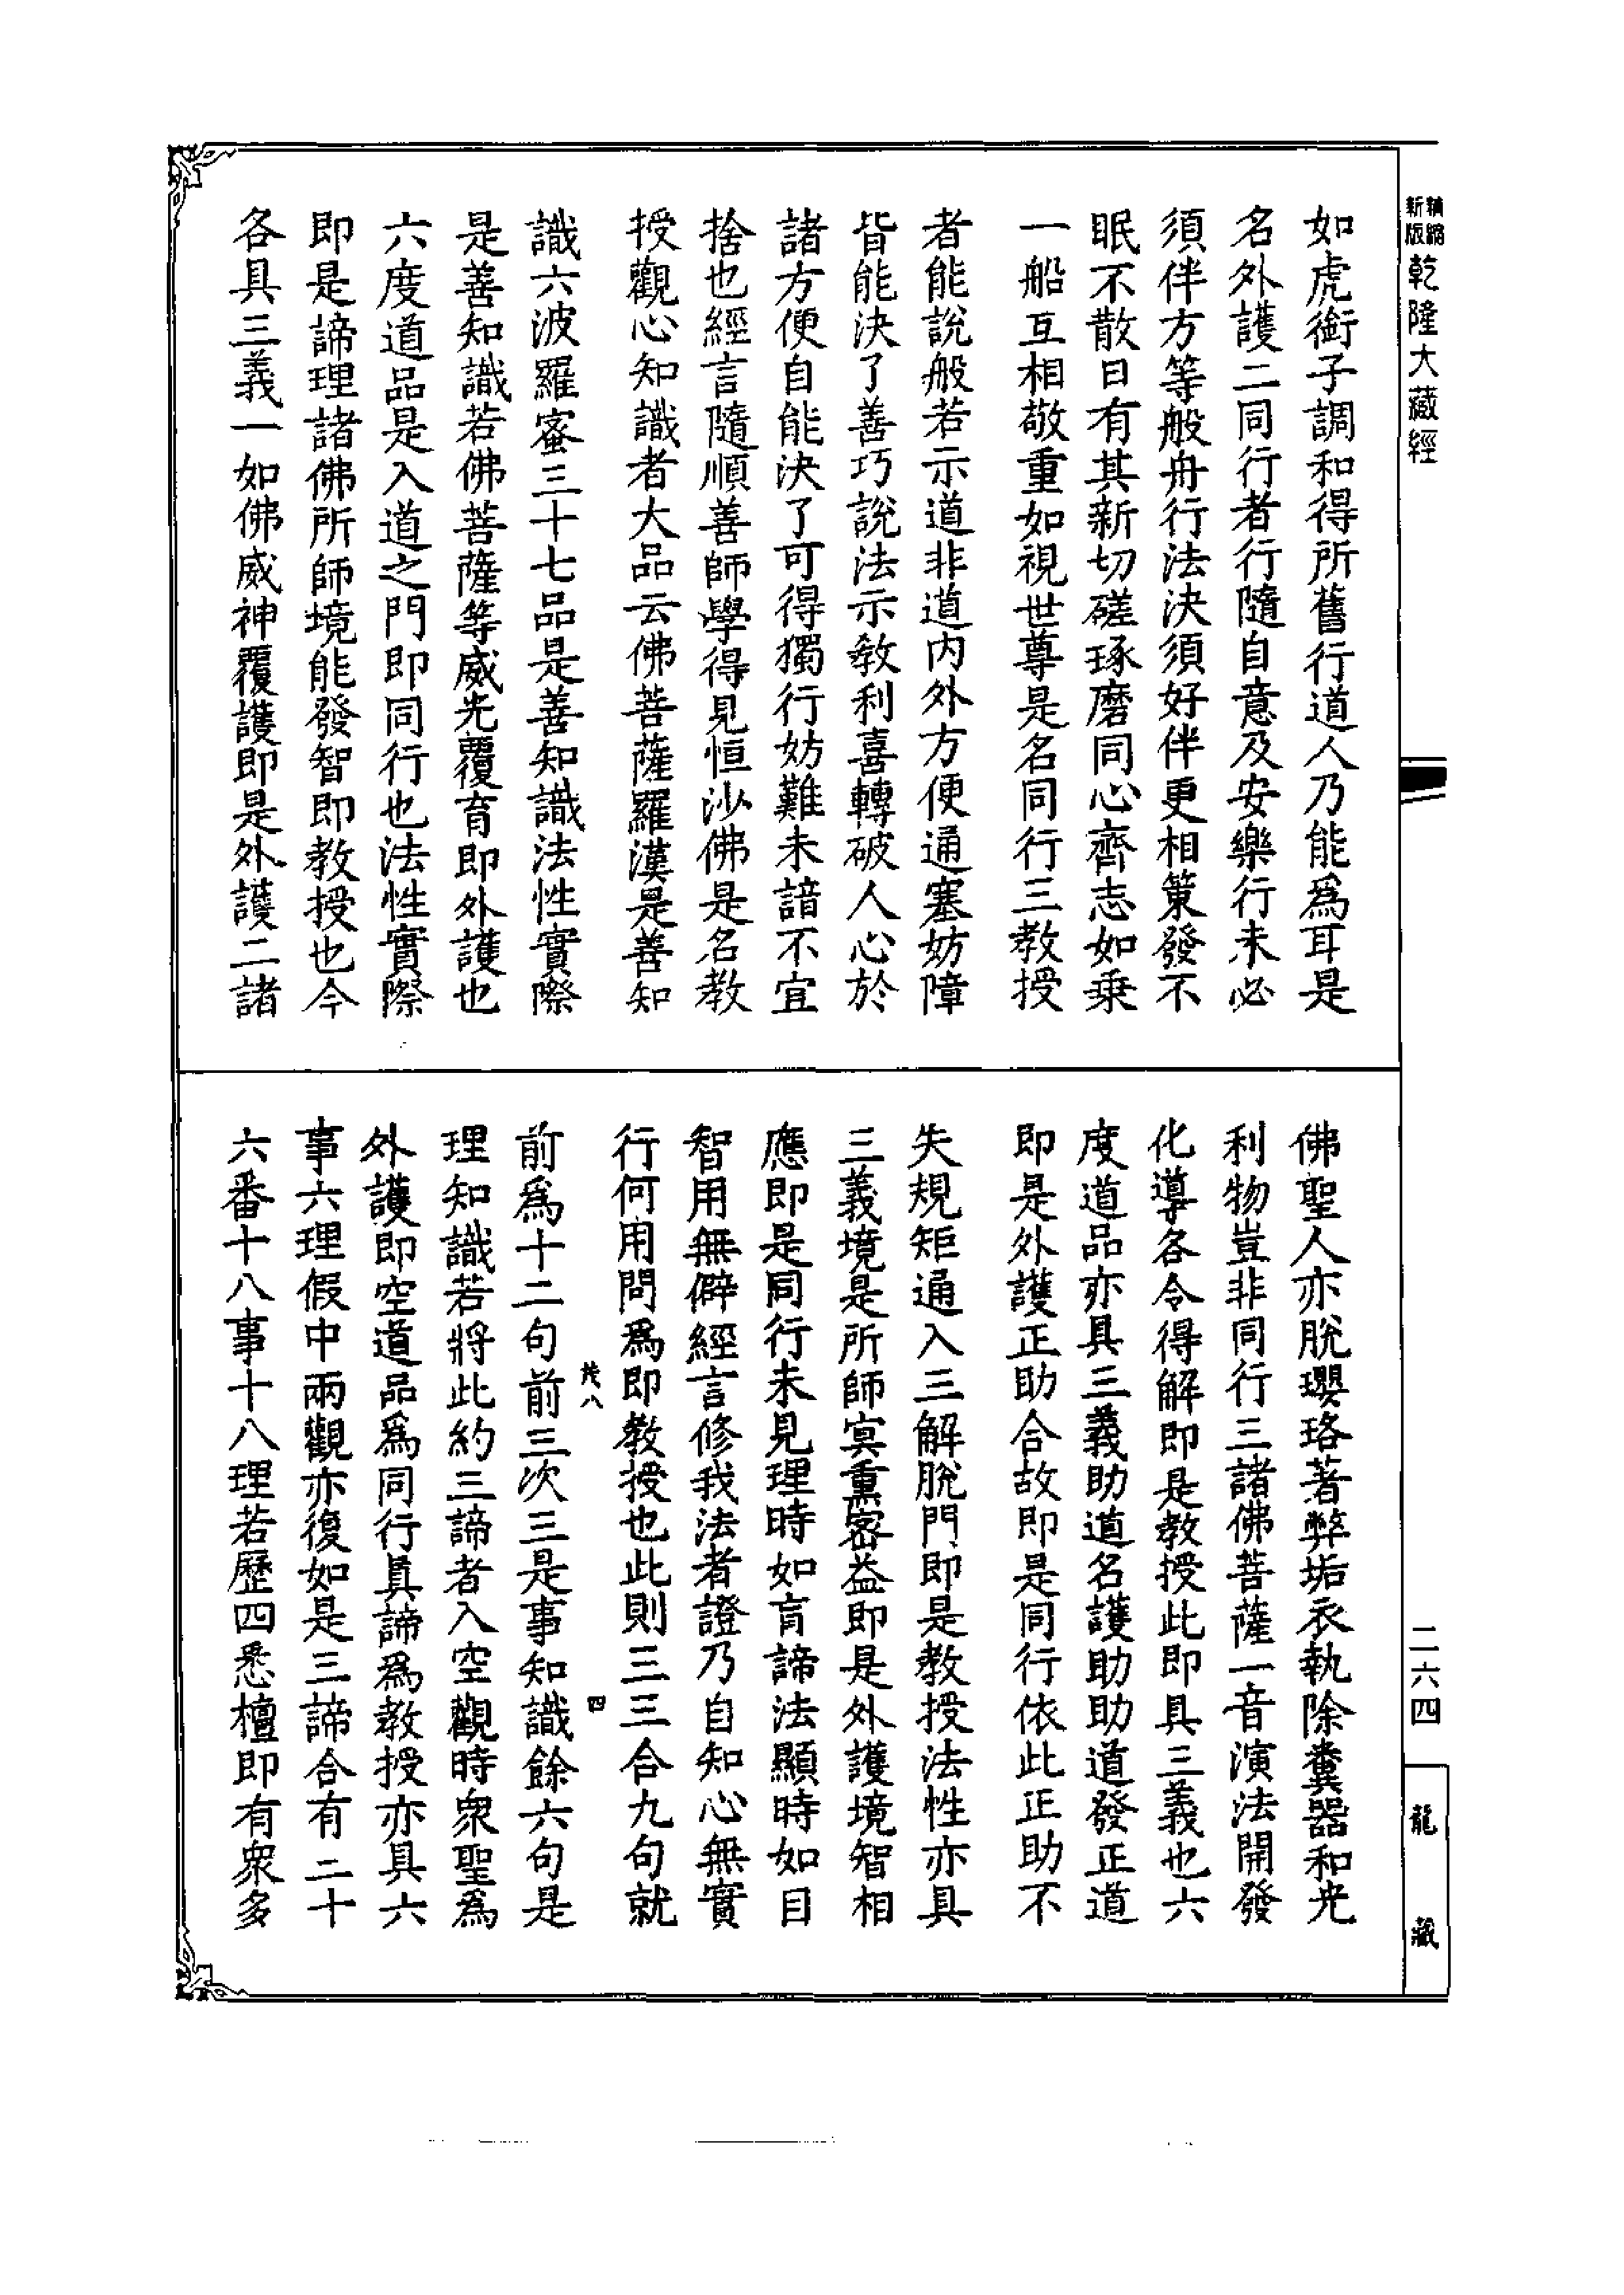 新版精縮乾隆大藏經
如虎銜子調和得所舊行道人乃能爲耳是
名外護二同行者行隨自意及安樂行未必
須伴方等般舟行法決須好伴更相策發不
眠不散日有其新切磋琢磨同心齊志如乗
一船互相敬重如視世尊是名同行三教授
者能說般若示道非道内外方便通塞妨障
皆能決了善巧說法示教利喜轉破人心於
諸方便自能決了可得獨行妨難未諳不宜
捨也經言隨順善師學得見恒沙佛是名教
授觀心知識者大品云佛菩薩羅漢是善知
識六波羅蜜三十七品是善知識法性實際
是善知識若佛菩薩等威光覆育即外護也
六度道品是入道之門即同行也法性實際
即是諦理諸佛所師境能發智即教授也今
各具三義一如佛威神覆護即是外護二諸
佛聖人亦脫瓔珞著弊垢衣執除糞器和光
利物豈非同行三諸佛菩薩一音演法開發
化導各令得解即是教授此即具三義也六
度道品亦具三義助道名護助助道發正道
即是外護正助合故即是同行依此正助不
失規矩通入三解脫門即是教授法性亦具
三義境是所師冥熏密益即是外護境智相
應即是同行未見理時如盲諦法顯時如目
智用無僻經言修我法者證乃自知心無實
行何用問爲即教授也此則三三合九句就
茂八
四
前爲十二句前三次三是事知識餘六句是
理知識若將此約三諦者入空觀時衆聖爲
外護即空道品爲同行眞諦爲教授亦具六
事六理假中兩觀亦復如是三諦合有二十
六番十八事十八理若歷四悉檀即有衆多
二六四
龍藏